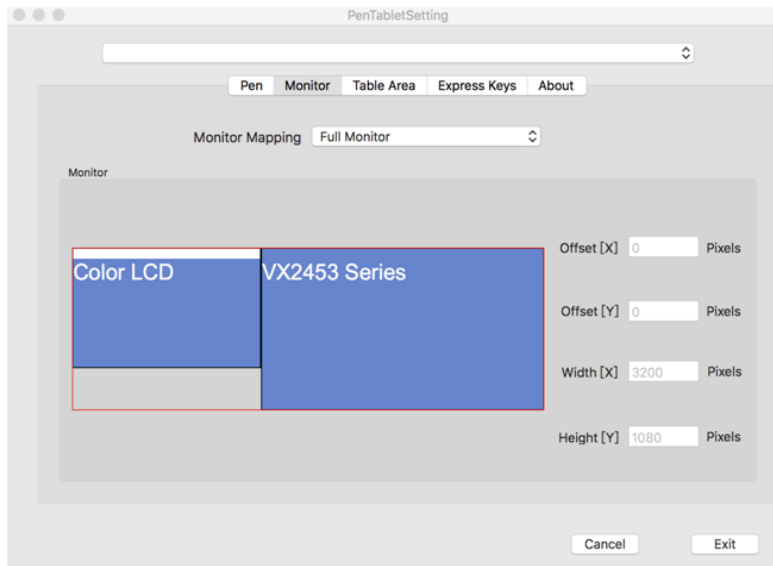 PenTabletSetting
Pen Monitor Table Area Express Keys About
Monitor Mapping Full Monitor
Monitor
Color LCD VX2453 Series
Offset [X] 0 Pixels
Offset [Y] 0 Pixels
Width [X] 3200 Pixels
Height [Y] 1080 Pixels
Cancel Exit